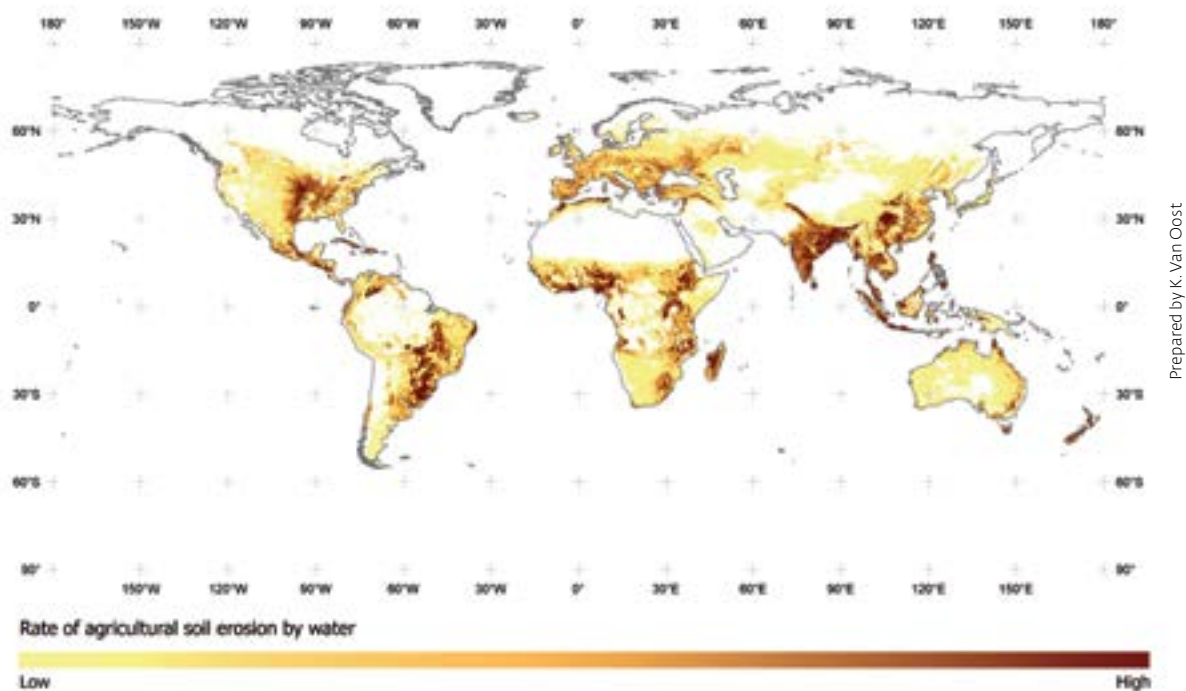 180° 150°W 120°W 90°W 60°W 30°W 0° 30°E 60°E 90°E 120°E 150°E 180°
60°N 60°N
30°N 30°N
0° 0°
30°S 30°S
60°S 60°S
90° 90°
150°W 120°W 90°W 60°W 30°W 0° 30°E 60°E 90°E 120°E 150°E
Prepared by K. Van Oost
Rate of agricultural soil erosion by water
Low High